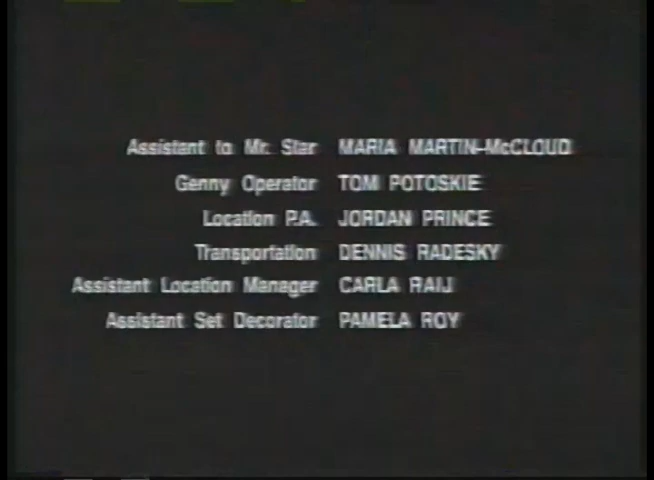 Assistant to Mr. Star MARIA MARTIN-McCLOUD
Genny Operator TOM POTOSKIE
Location P.A. JORDAN PRINCE
Transportation DENNIS RADESKY
Assistant Location Manager CARLA RAIJ
Assistant Set Decorator PAMELA ROY